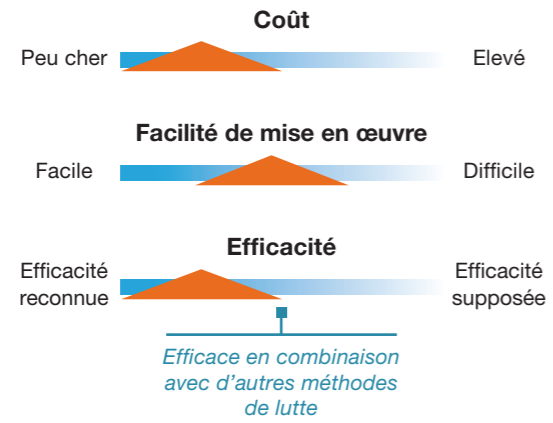 Coût
Peu cher
Elevé
Facilité de mise en œuvre
Facile
Difficile
Efficacité
Efficacité
reconnue
Efficacité
supposée
Efficace en combinaison
avec d'autres méthodes
de lutte